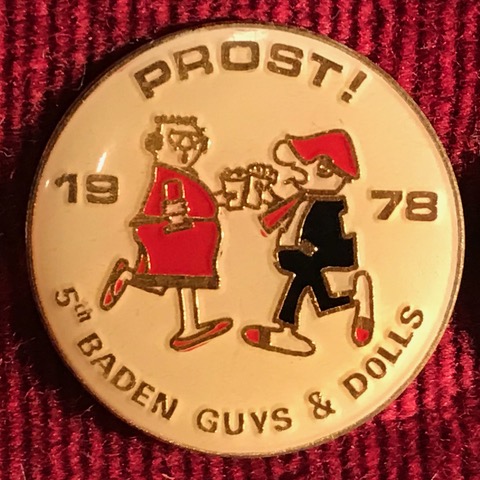 PROST!
19 78
5th BADEN GUYS & DOLLS